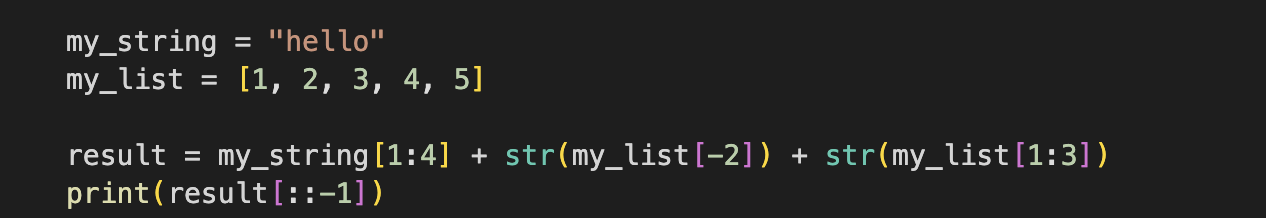 my_string = "hello"
my_list = [1, 2, 3, 4, 5]
result = my_string[1:4] + str(my_list[-2]) + str(my_list[1:3])
print(result[::-1])